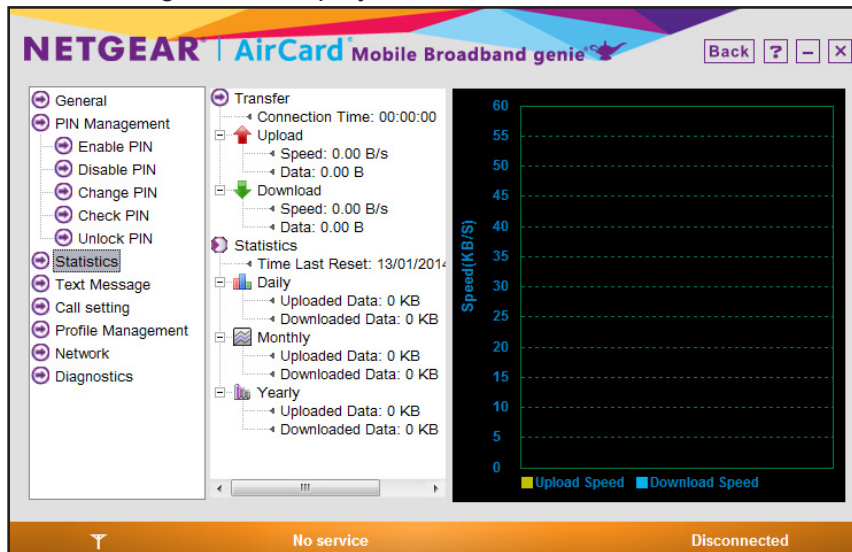 NETGEAR® | AirCard® Mobile Broadband genie®
Back ? – X
General
PIN Management
Enable PIN
Disable PIN
Change PIN
Check PIN
Unlock PIN
Statistics
Text Message
Call setting
Profile Management
Network
Diagnostics
Transfer
Connection Time: 00:00:00
Upload
Speed: 0.00 B/s
Data: 0.00 B
Download
Speed: 0.00 B/s
Data: 0.00 B
Statistics
Time Last Reset: 13/01/2014
Daily
Uploaded Data: 0 KB
Downloaded Data: 0 KB
Monthly
Uploaded Data: 0 KB
Downloaded Data: 0 KB
Yearly
Uploaded Data: 0 KB
Downloaded Data: 0 KB
Speed(KB/S)
60
55
50
45
40
35
30
25
20
15
10
5
0
Upload Speed Download Speed
No service
Disconnected